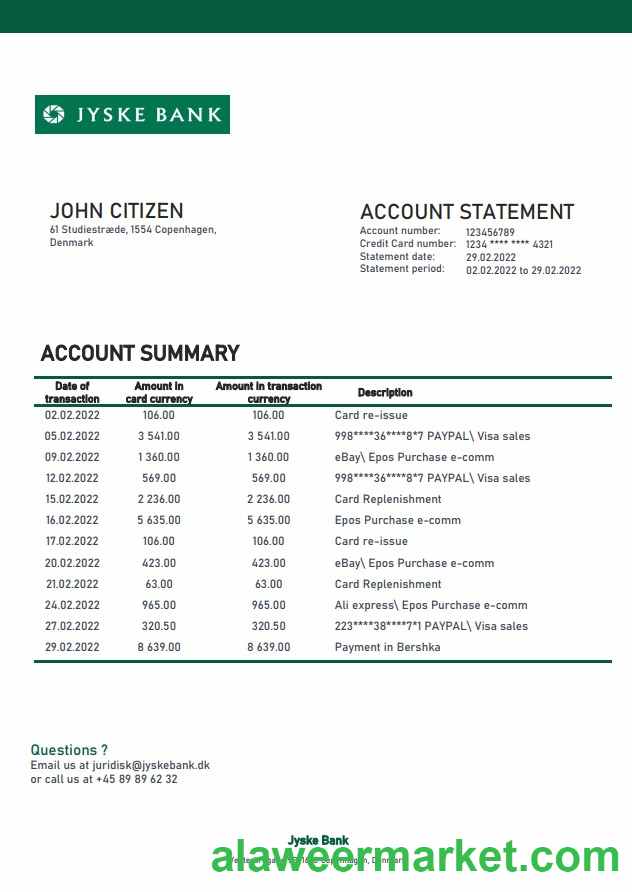 JYSKE BANK
JOHN CITIZEN
61 Studiestræde, 1554 Copenhagen,
Denmark
ACCOUNT STATEMENT
Account number: 123456789
Credit Card number: 1234 **** **** 4321
Statement date: 29.02.2022
Statement period: 02.02.2022 to 29.02.2022
ACCOUNT SUMMARY
Date of transaction Amount in card currency Amount in transaction currency Description
02.02.2022 106.00 106.00 Card re-issue
05.02.2022 3 541.00 3 541.00 998****36****8*7 PAYPAL\ Visa sales
09.02.2022 1 360.00 1 360.00 eBay\ Epos Purchase e-comm
12.02.2022 569.00 569.00 998****36****8*7 PAYPAL\ Visa sales
15.02.2022 2 236.00 2 236.00 Card Replenishment
16.02.2022 5 635.00 5 635.00 Epos Purchase e-comm
17.02.2022 106.00 106.00 Card re-issue
20.02.2022 423.00 423.00 eBay\ Epos Purchase e-comm
21.02.2022 63.00 63.00 Card Replenishment
24.02.2022 965.00 965.00 Ali express\ Epos Purchase e-comm
27.02.2022 320.50 320.50 223****38****7*1 PAYPAL\ Visa sales
29.02.2022 8 639.00 8 639.00 Payment in Bershka
Questions ?
Email us at juridisk@jyskebank.dk
or call us at +45 89 89 62 32
Jyske Bank
alaweermarket.com